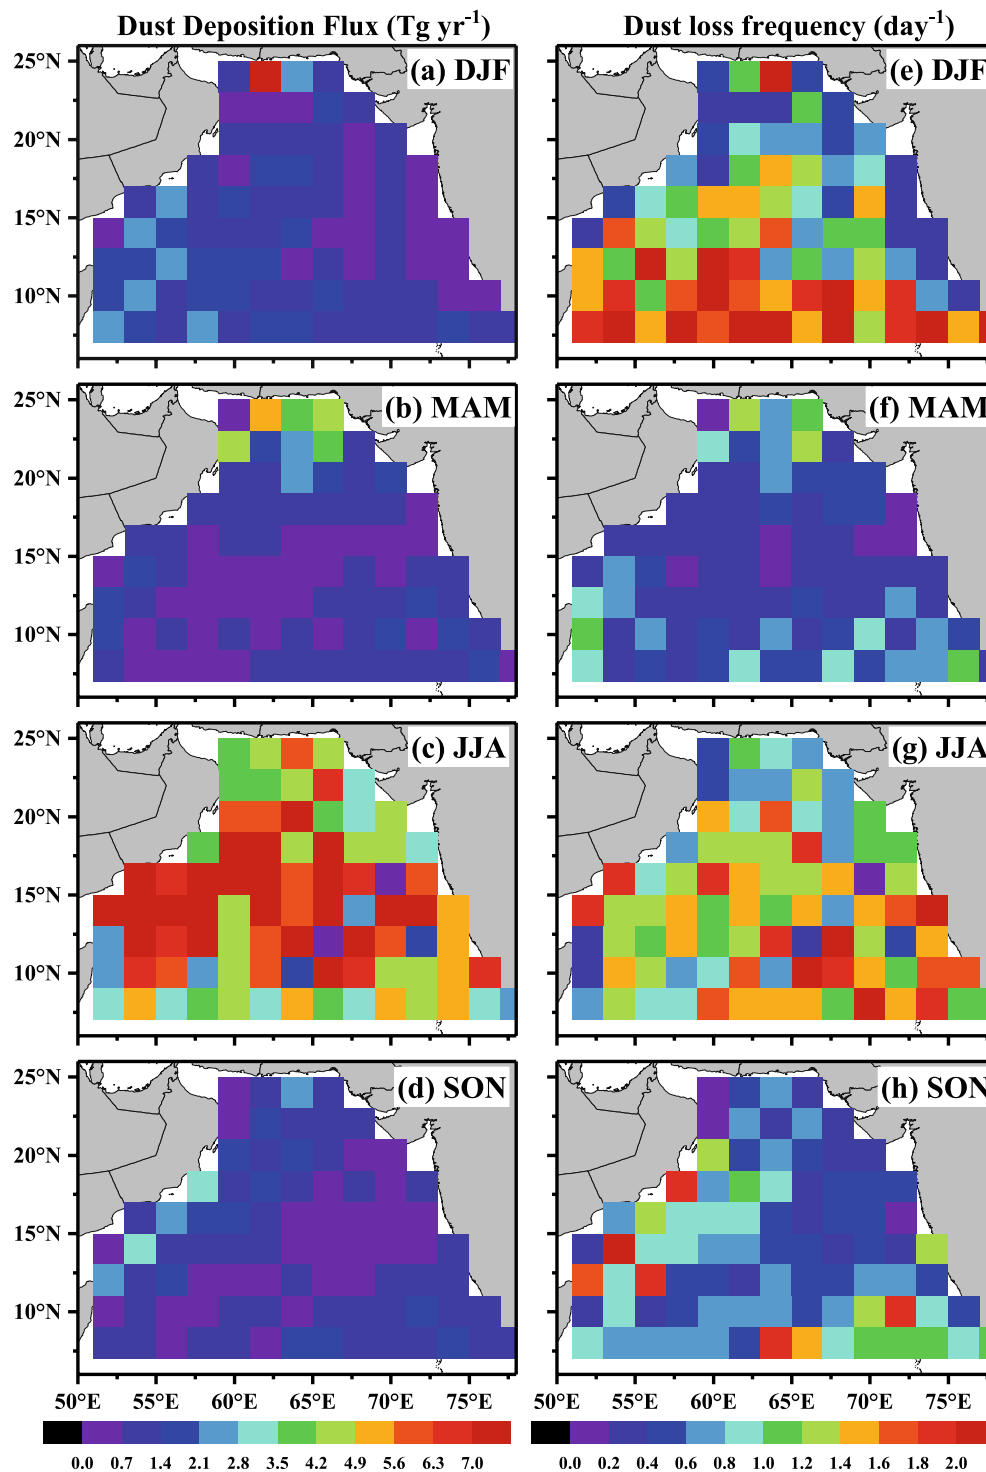 Dust Deposition Flux (Tg yr⁻¹) Dust loss frequency (day⁻¹)
25°N (a) DJF (e) DJF
20°N
15°N
10°N
25°N (b) MAM (f) MAM
20°N
15°N
10°N
25°N (c) JJA (g) JJA
20°N
15°N
10°N
25°N (d) SON (h) SON
20°N
15°N
10°N
50°E 55°E 60°E 65°E 70°E 75°E 50°E 55°E 60°E 65°E 70°E 75°E
0.0 0.7 1.4 2.1 2.8 3.5 4.2 4.9 5.6 6.3 7.0 0.0 0.2 0.4 0.6 0.8 1.0 1.2 1.4 1.6 1.8 2.0